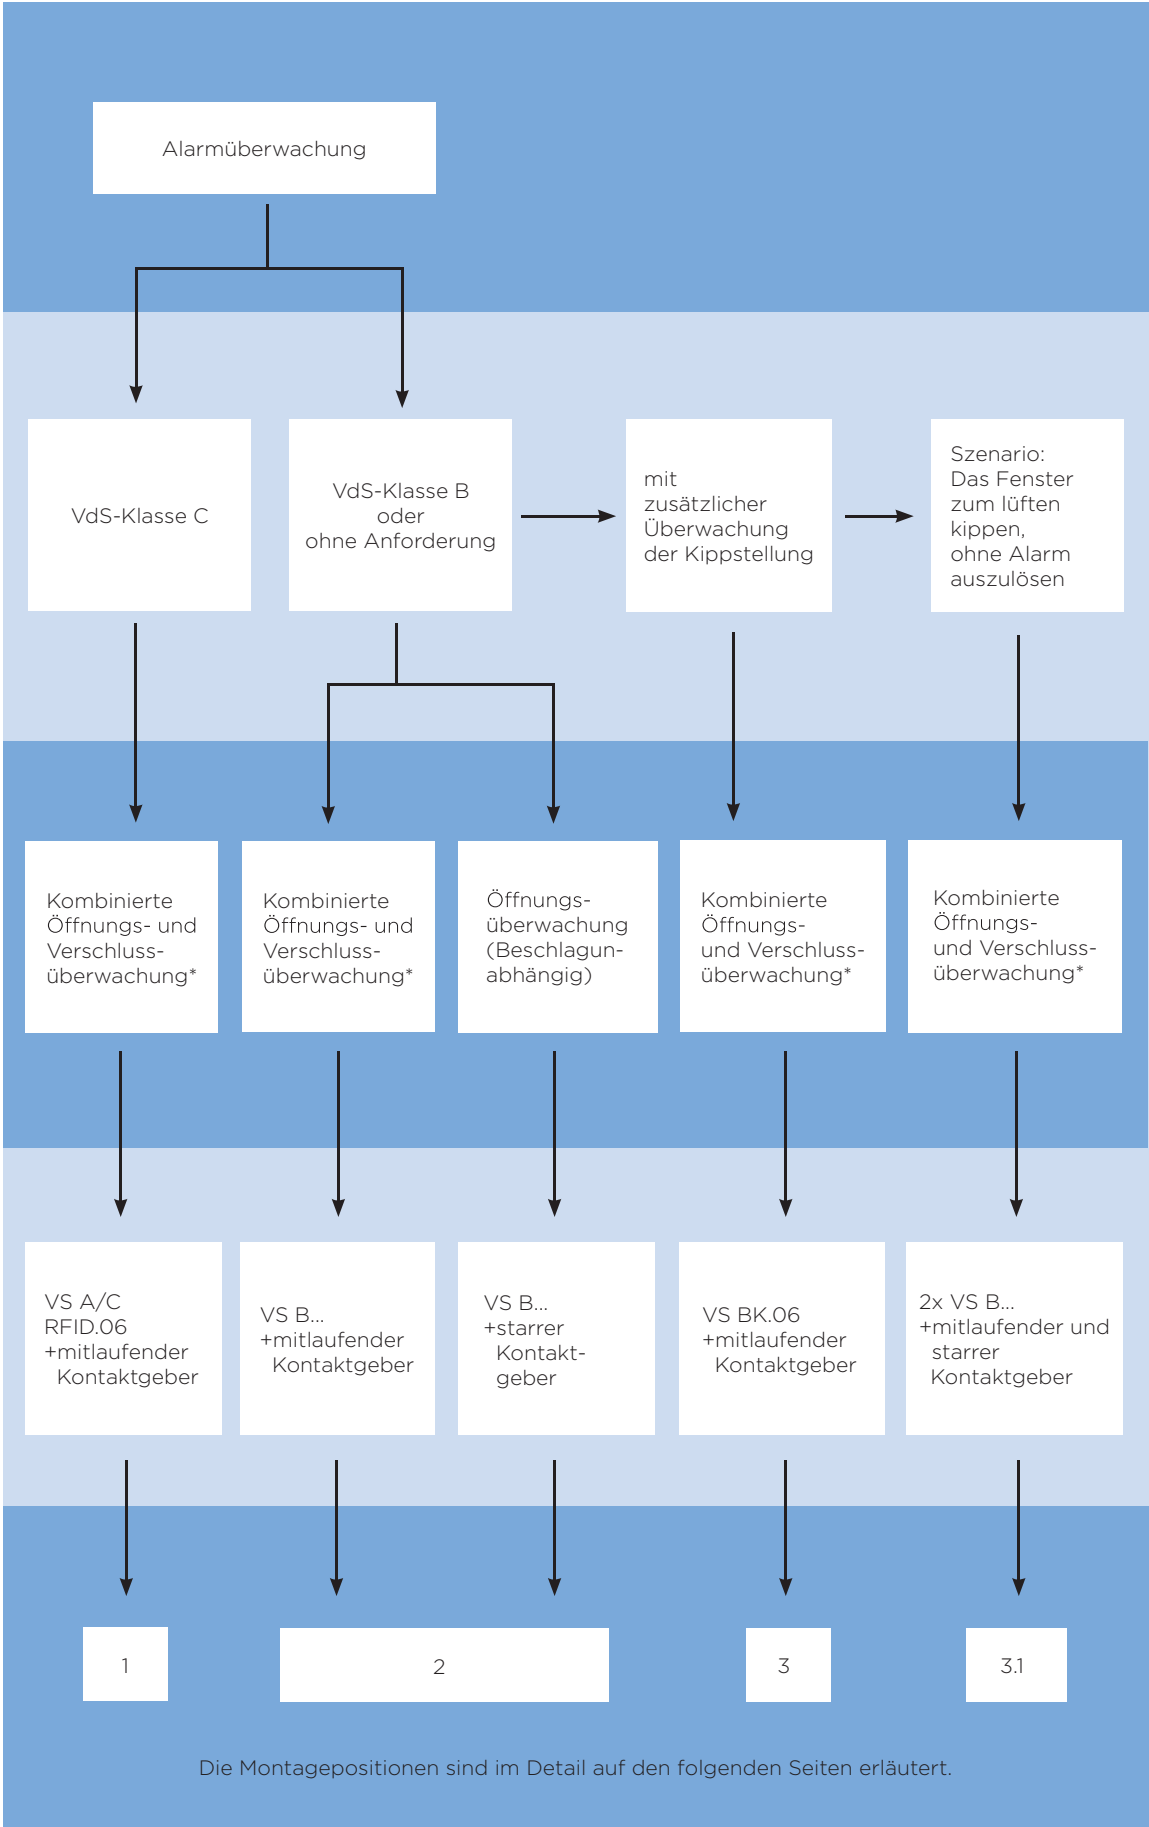 Alarmüberwachung
VdS-Klasse C
VdS-Klasse B
oder
ohne Anforderung
mit
zusätzlicher
Überwachung
der Kippstellung
Szenario:
Das Fenster
zum lüften
kippen,
ohne Alarm
auszulösen
Kombinierte
Öffnungs- und
Verschluss-
überwachung*
Kombinierte
Öffnungs- und
Verschluss-
überwachung*
Öffnungs-
überwachung
(Beschlagun-
abhängig)
Kombinierte
Öffnungs-
und Verschluss-
überwachung*
Kombinierte
Öffnungs-
und Verschluss-
überwachung*
VS A/C
RFID.06
+mitlaufender
Kontaktgeber
VS B...
+mitlaufender
Kontaktgeber
VS B...
+starrer
Kontakt-
geber
VS BK.06
+mitlaufender
Kontaktgeber
2x VS B...
+mitlaufender und
starrer
Kontaktgeber
1
2
3
3.1
Die Montagepositionen sind im Detail auf den folgenden Seiten erläutert.